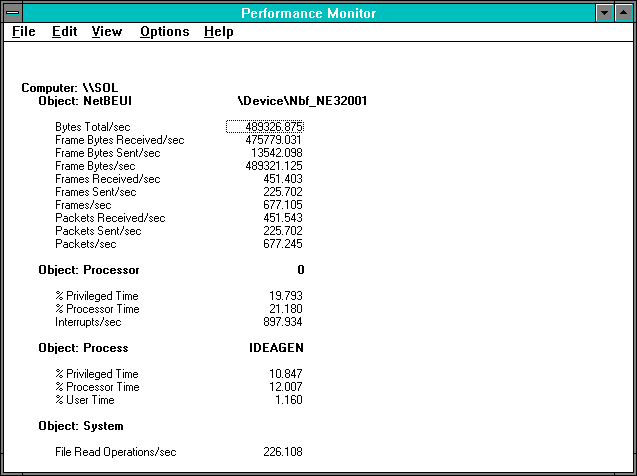 Performance Monitor
File Edit View Options Help
Computer: \\SOL
Object: NetBEUI \Device\Nbf_NE32001
Bytes Total/sec 489326.875
Frame Bytes Received/sec 475779.031
Frame Bytes Sent/sec 13542.098
Frame Bytes/sec 489321.125
Frames Received/sec 451.403
Frames Sent/sec 225.702
Frames/sec 677.105
Packets Received/sec 451.543
Packets Sent/sec 225.702
Packets/sec 677.245
Object: Processor 0
% Privileged Time 19.793
% Processor Time 21.180
Interrupts/sec 897.934
Object: Process IDEAGEN
% Privileged Time 10.847
% Processor Time 12.007
% User Time 1.160
Object: System
File Read Operations/sec 226.108